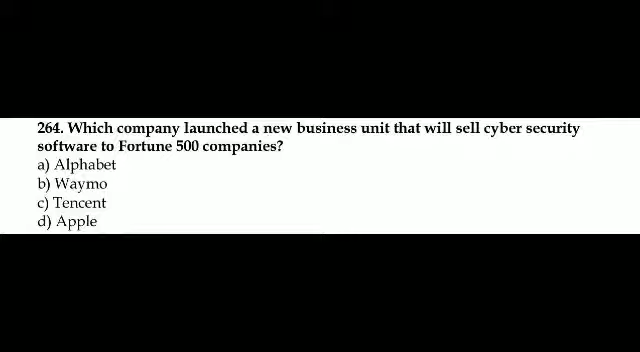 264. Which company launched a new business unit that will sell cyber security
software to Fortune 500 companies?
a) Alphabet
b) Waymo
c) Tencent
d) Apple